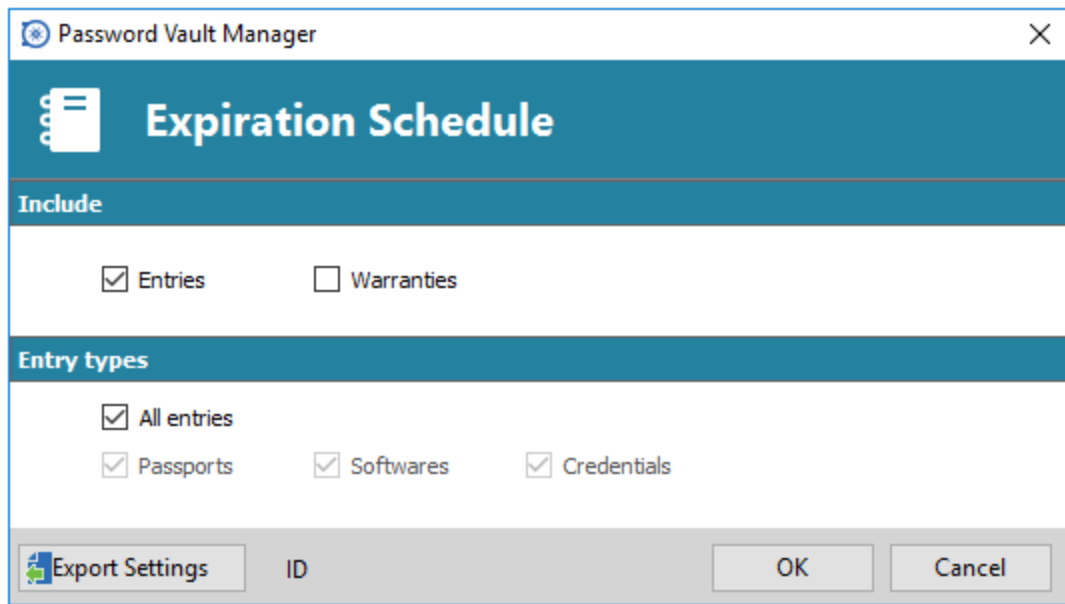 Password Vault Manager
Expiration Schedule
Include
Entries Warranties
Entry types
All entries
Passports Softwares Credentials
Export Settings ID OK Cancel